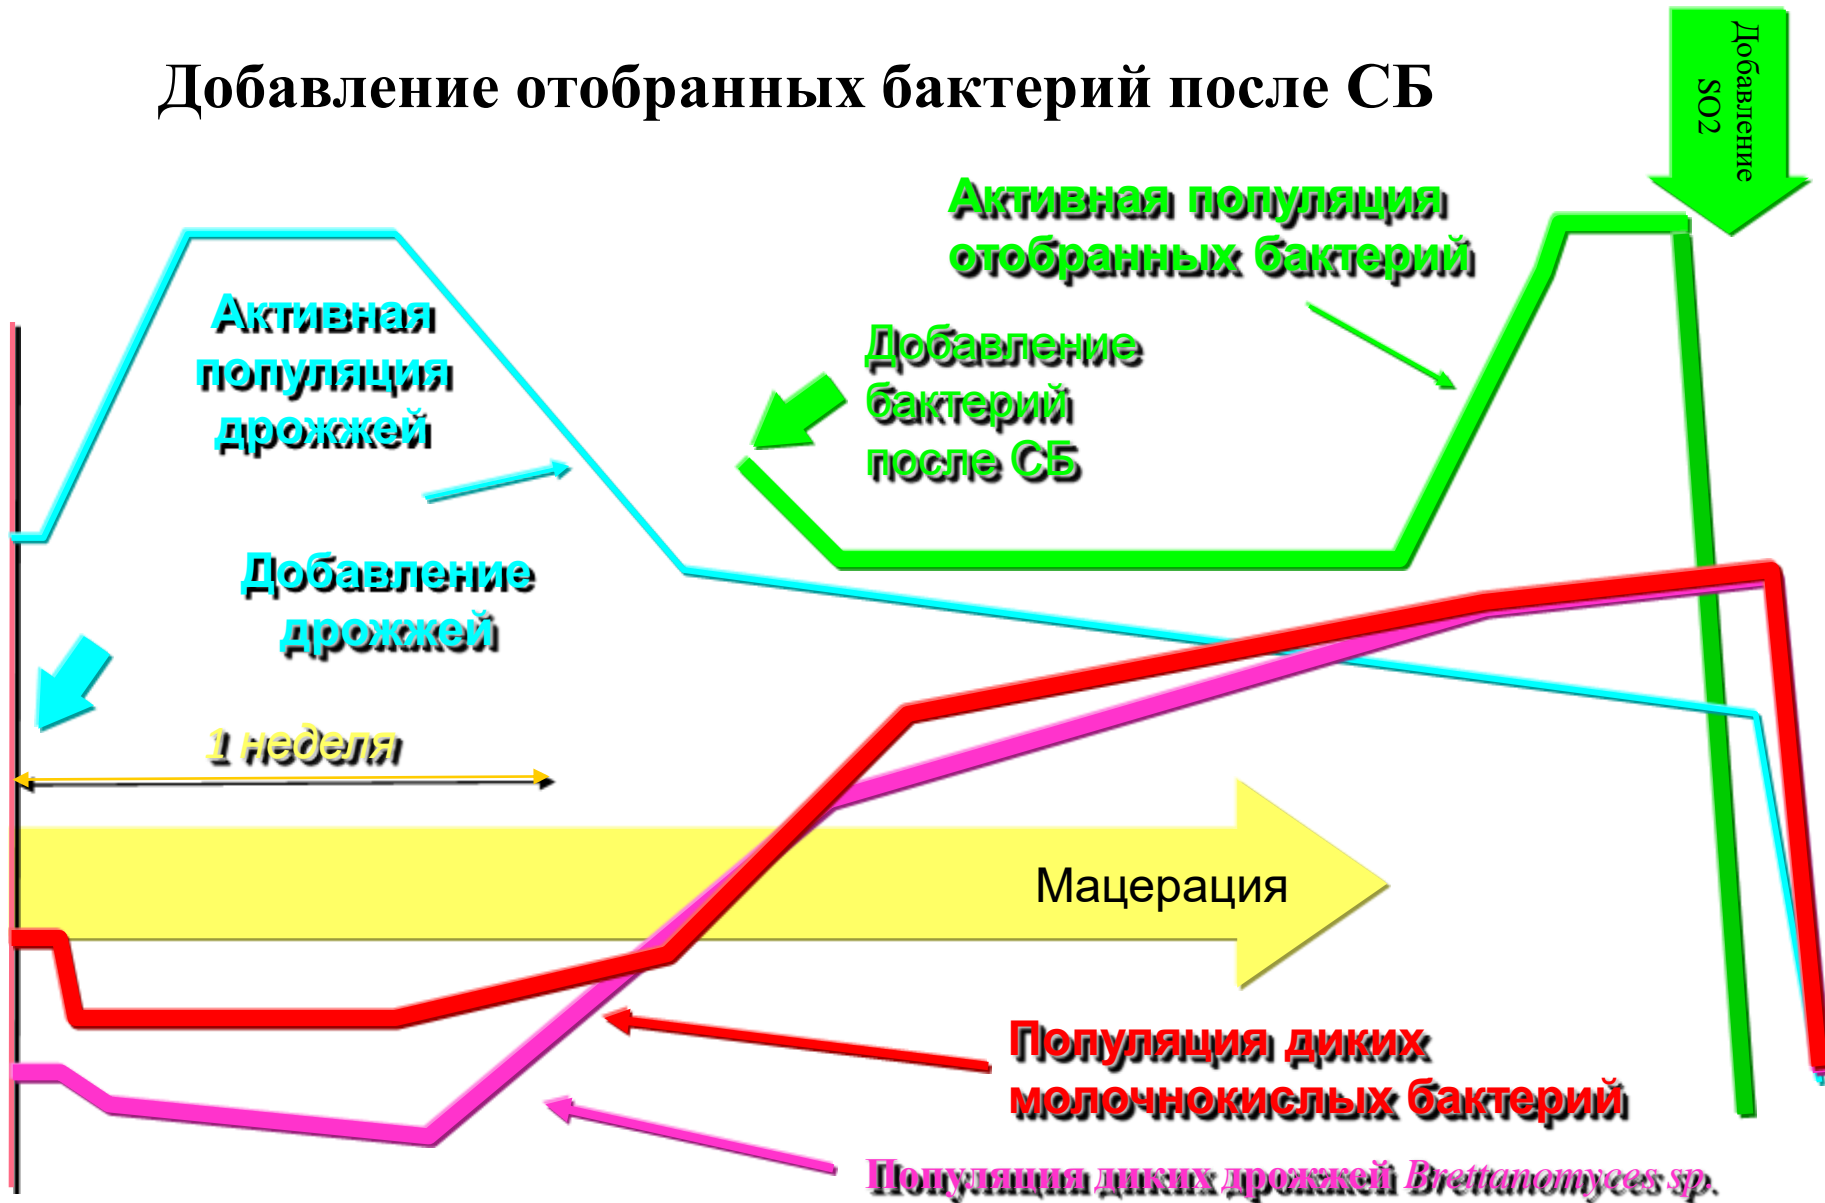 Добавление отобранных бактерий после СБ
Добавление
SO2
Активная популяция
отобранных бактерий
Активная
популяция
дрожжей
Добавление
бактерий
после СБ
Добавление
дрожжей
1 неделя
Мацерация
Популяция диких
молочнокислых бактерий
Популяция диких дрожжей Brettanomyces sp.